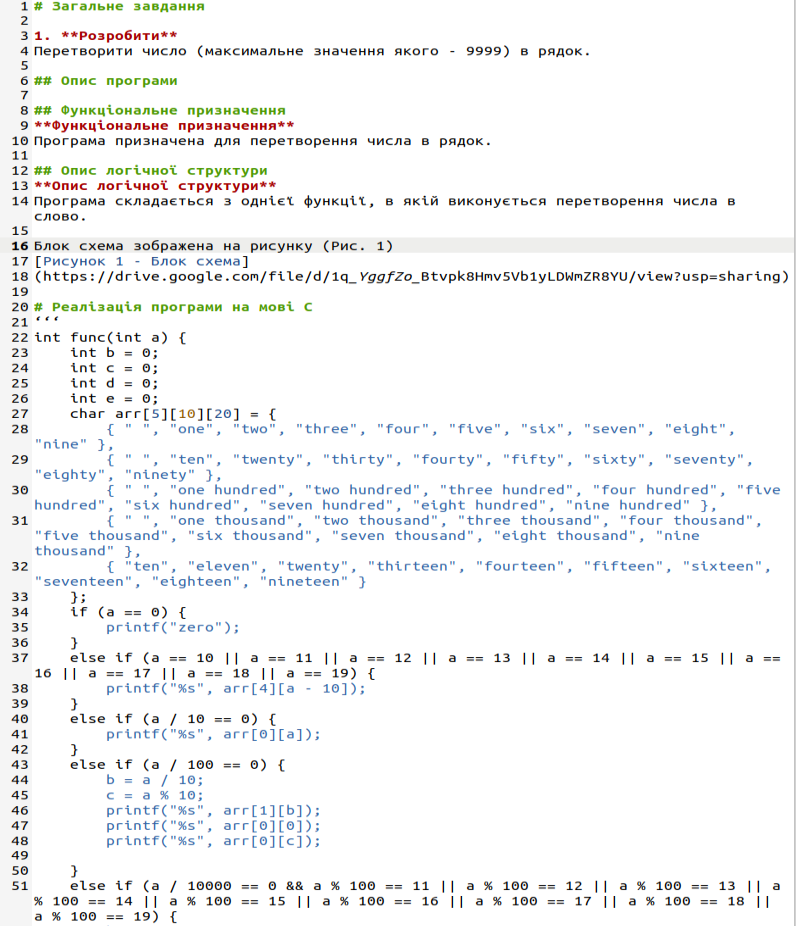 1 # Загальне завдання
2
3 1. **Розробити**
4 Перетворити число (максимальне значення якого - 9999) в рядок.
5
6 ## Опис програми
7
8 ## Функціональне призначення
9 **Функціональне призначення**
10 Програма призначена для перетворення числа в рядок.
11
12 ## Опис логічної структури
13 **Опис логічної структури**
14 Програма складається з однієї функції, в якій виконується перетворення числа в
слово.
15
16 Блок схема зображена на рисунку (Рис. 1)
17 [Рисунок 1 - Блок схема]
18 (https://drive.google.com/file/d/1q_YggfZo_Btvpk8Hmv5Vb1yLDWmZR8YU/view?usp=sharing)
19
20 # Реалізація програми на мові С
21 ‘‘‘
22 int func(int a) {
23     int b = 0;
24     int c = 0;
25     int d = 0;
26     int e = 0;
27     char arr[5][10][20] = {
28         { " ", "one", "two", "three", "four", "five", "six", "seven", "eight",
"nine" },
29         { " ", "ten", "twenty", "thirty", "fourty", "fifty", "sixty", "seventy",
"eighty", "ninety" },
30         { " ", "one hundred", "two hundred", "three hundred", "four hundred", "five
hundred", "six hundred", "seven hundred", "eight hundred", "nine hundred" },
31         { " ", "one thousand", "two thousand", "three thousand", "four thousand",
"five thousand", "six thousand", "seven thousand", "eight thousand", "nine
thousand" },
32         { "ten", "eleven", "twenty", "thirteen", "fourteen", "fifteen", "sixteen",
"seventeen", "eighteen", "nineteen" }
33     };
34     if (a == 0) {
35         printf("zero");
36     }
37     else if (a == 10 || a == 11 || a == 12 || a == 13 || a == 14 || a == 15 || a ==
16 || a == 17 || a == 18 || a == 19) {
38         printf("%s", arr[4][a - 10]);
39     }
40     else if (a / 10 == 0) {
41         printf("%s", arr[0][a]);
42     }
43     else if (a / 100 == 0) {
44         b = a / 10;
45         c = a % 10;
46         printf("%s", arr[1][b]);
47         printf("%s", arr[0][0]);
48         printf("%s", arr[0][c]);
49
50     }
51     else if (a / 10000 == 0 && a % 100 == 11 || a % 100 == 12 || a % 100 == 13 || a
% 100 == 14 || a % 100 == 15 || a % 100 == 16 || a % 100 == 17 || a % 100 == 18 ||
a % 100 == 19) {